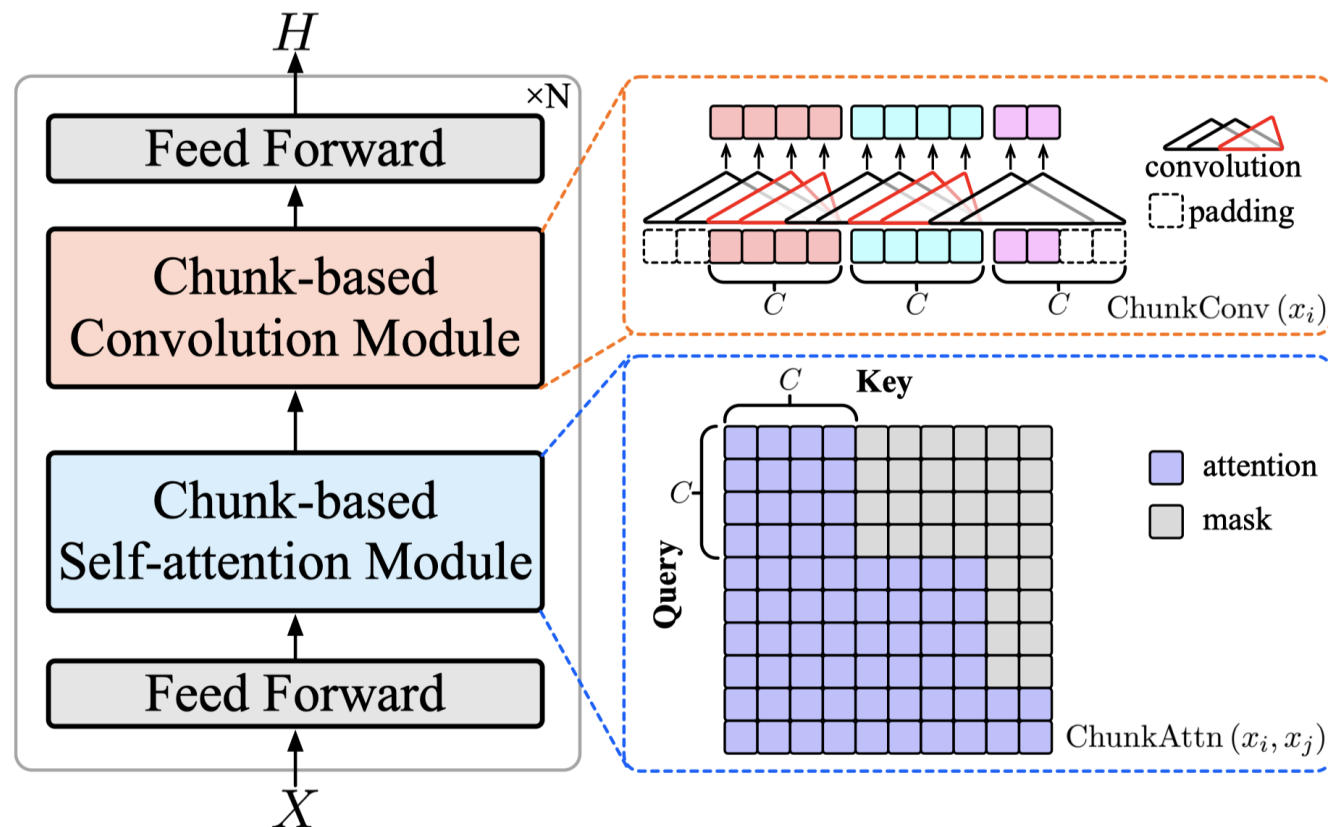 H
×N
Feed Forward
Chunk-based
Convolution Module
Chunk-based
Self-attention Module
Feed Forward
X
convolution
padding
C
C
C
ChunkConv (x_i)
C
Key
C
Query
attention
mask
ChunkAttn (x_i, x_j)